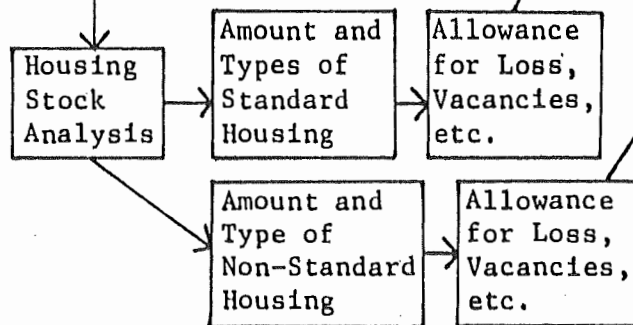 Housing
Stock
Analysis
Amount and
Types of
Standard
Housing
Allowance
for Loss,
Vacancies,
etc.
Amount and
Type of
Non-Standard
Housing
Allowance
for Loss,
Vacancies,
etc.